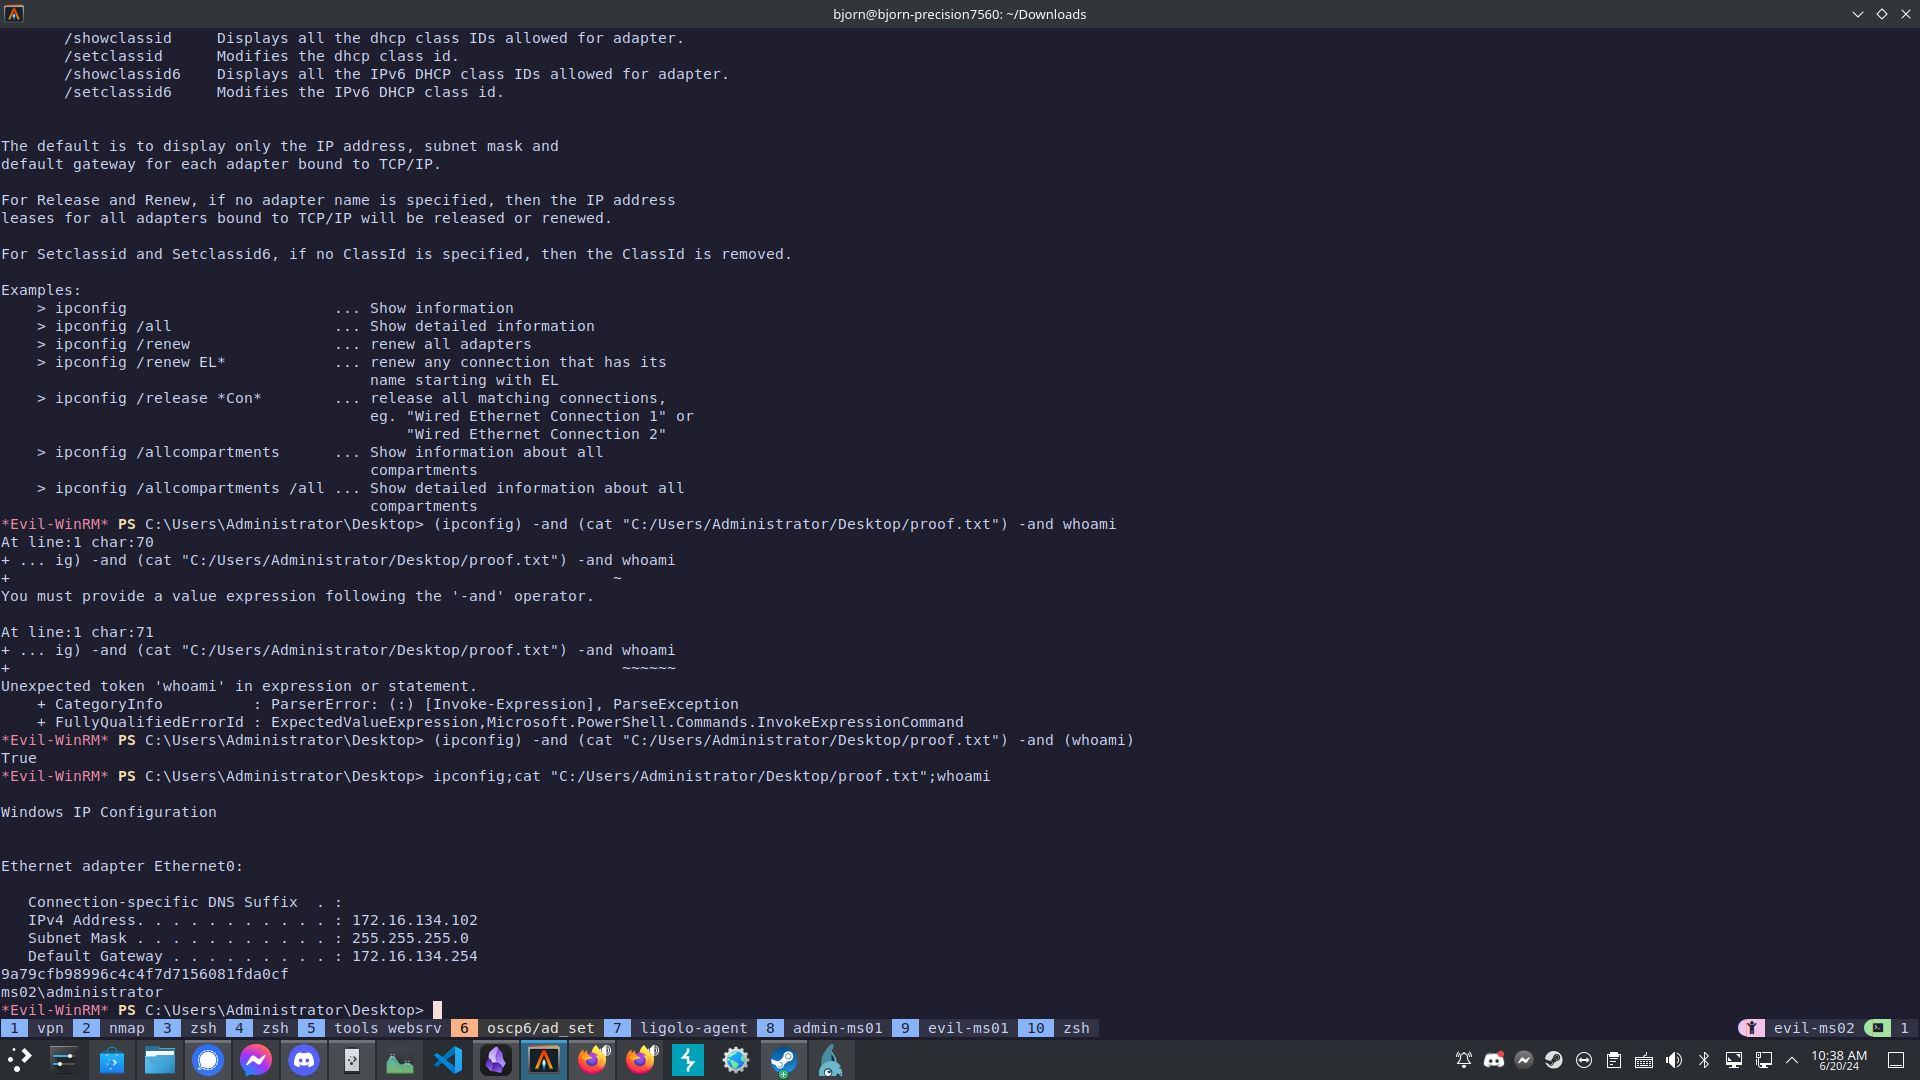 bjorn@bjorn-precision7560: ~/Downloads
/showclassid     Displays all the dhcp class IDs allowed for adapter.
/setclassid      Modifies the dhcp class id.
/showclassid6    Displays all the IPv6 DHCP class IDs allowed for adapter.
/setclassid6     Modifies the IPv6 DHCP class id.
The default is to display only the IP address, subnet mask and
default gateway for each adapter bound to TCP/IP.
For Release and Renew, if no adapter name is specified, then the IP address
leases for all adapters bound to TCP/IP will be released or renewed.
For Setclassid and Setclassid6, if no ClassId is specified, then the ClassId is removed.
Examples:
> ipconfig                       ... Show information
> ipconfig /all                  ... Show detailed information
> ipconfig /renew                ... renew all adapters
> ipconfig /renew EL*            ... renew any connection that has its
name starting with EL
> ipconfig /release *Con*        ... release all matching connections,
eg. "Wired Ethernet Connection 1" or
"Wired Ethernet Connection 2"
> ipconfig /allcompartments      ... Show information about all
compartments
> ipconfig /allcompartments /all ... Show detailed information about all
compartments
*Evil-WinRM* PS C:\Users\Administrator\Desktop> (ipconfig) -and (cat "C:/Users/Administrator/Desktop/proof.txt") -and whoami
At line:1 char:70
+ ... ig) -and (cat "C:/Users/Administrator/Desktop/proof.txt") -and whoami
+                                                                    ~
You must provide a value expression following the '-and' operator.
At line:1 char:71
+ ... ig) -and (cat "C:/Users/Administrator/Desktop/proof.txt") -and whoami
+                                                                     ~~~~~~
Unexpected token 'whoami' in expression or statement.
+ CategoryInfo          : ParserError: (:) [Invoke-Expression], ParseException
+ FullyQualifiedErrorId : ExpectedValueExpression,Microsoft.PowerShell.Commands.InvokeExpressionCommand
*Evil-WinRM* PS C:\Users\Administrator\Desktop> (ipconfig) -and (cat "C:/Users/Administrator/Desktop/proof.txt") -and (whoami)
True
*Evil-WinRM* PS C:\Users\Administrator\Desktop> ipconfig;cat "C:/Users/Administrator/Desktop/proof.txt";whoami
Windows IP Configuration
Ethernet adapter Ethernet0:
Connection-specific DNS Suffix  . :
IPv4 Address. . . . . . . . . . . : 172.16.134.102
Subnet Mask . . . . . . . . . . . : 255.255.255.0
Default Gateway . . . . . . . . . : 172.16.134.254
9a79cfb98996c4c4f7d7156081fda0cf
ms02\administrator
*Evil-WinRM* PS C:\Users\Administrator\Desktop>
1 vpn 2 nmap 3 zsh 4 zsh 5 tools websrv 6 oscp6/ad_set 7 ligolo-agent 8 admin-ms01 9 evil-ms01 10 zsh evil-ms02 1
10:38 AM
6/20/24